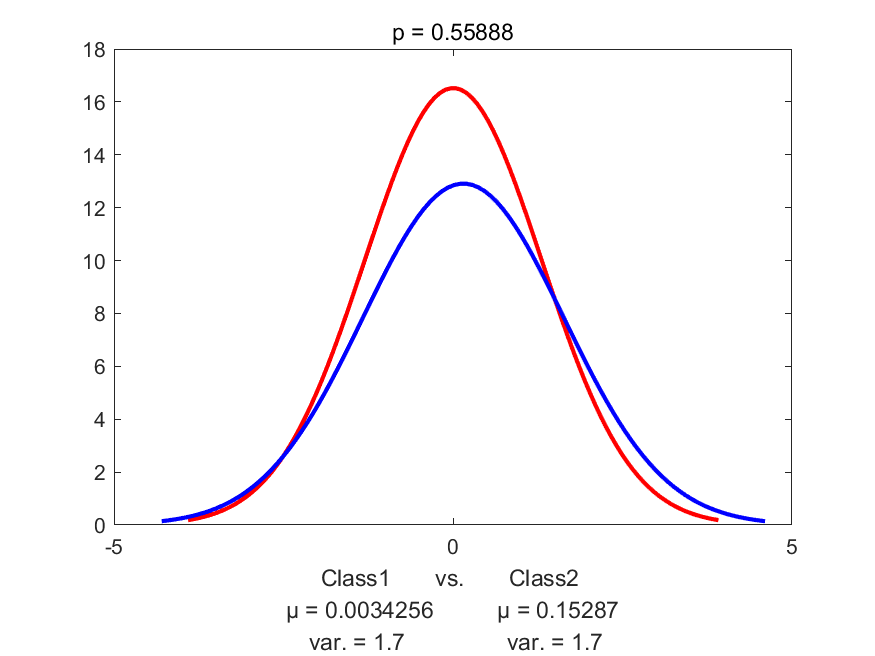 p = 0.55888
18
16
14
12
10
8
6
4
2
0
-5 0 5
Class1 vs. Class2
μ = 0.0034256 μ = 0.15287
var. = 1.7 var. = 1.7